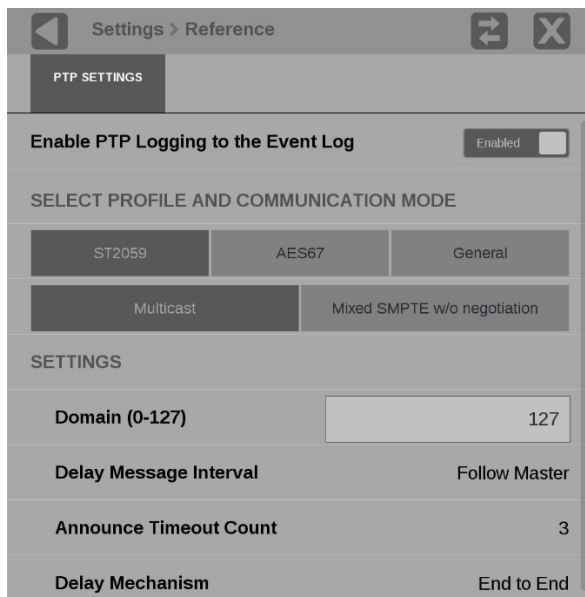 Settings > Reference
PTP SETTINGS
Enable PTP Logging to the Event Log
Enabled
SELECT PROFILE AND COMMUNICATION MODE
ST2059 AES67 General
Multicast Mixed SMPTE w/o negotiation
SETTINGS
Domain (0-127) 127
Delay Message Interval Follow Master
Announce Timeout Count 3
Delay Mechanism End to End